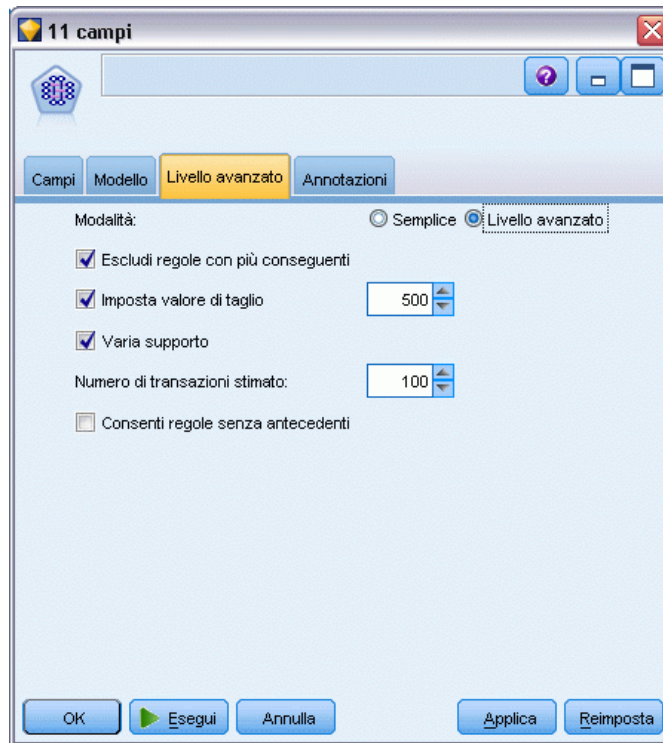 11 campi
Campi
Modello
Livello avanzato
Annotazioni
Modalità:
Semplice
Livello avanzato
Escludi regole con più conseguenti
Imposta valore di taglio
500
Varia supporto
Numero di transazioni stimato:
100
Consenti regole senza antecedenti
OK
Esegui
Annulla
Applica
Reimposta